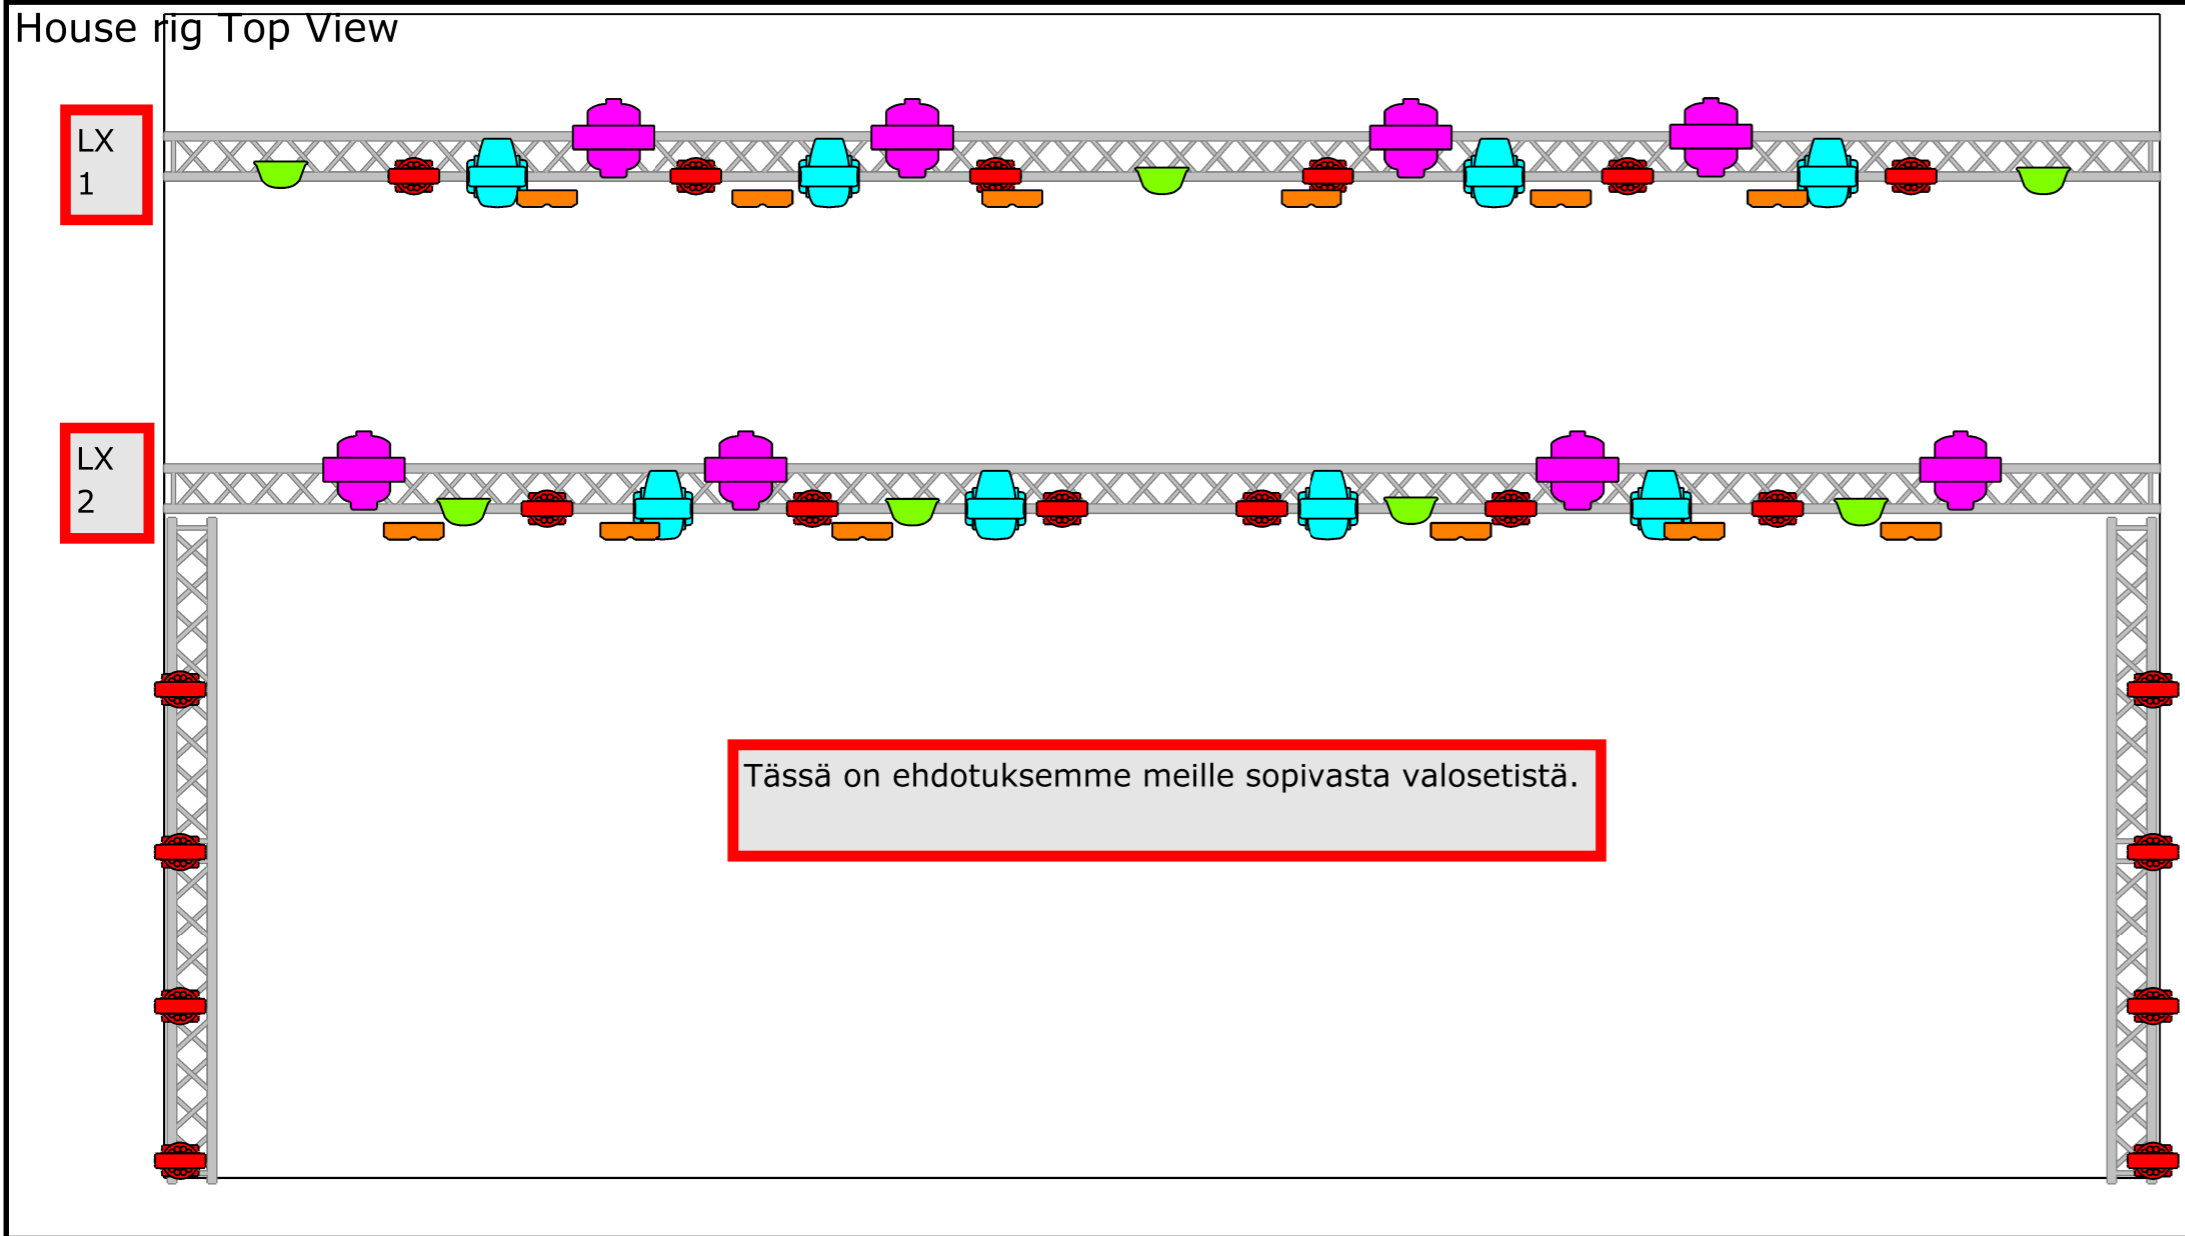 House rig Top View
LX
1
LX
2
Tässä on ehdotuksemme meille sopivasta valosetistä.